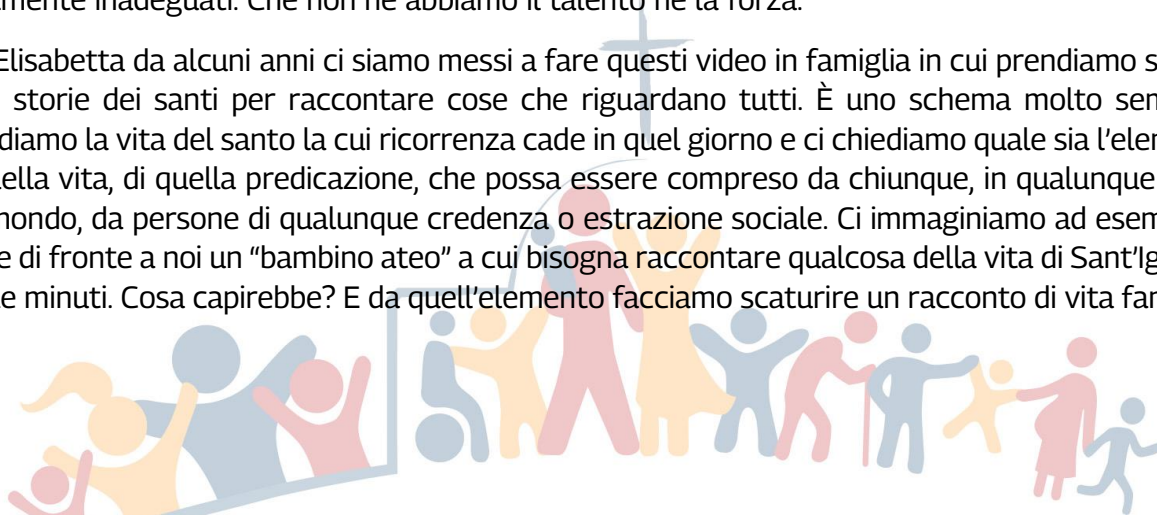 amente inadeguati. Che non ne abbiamo il talento né la forza.
Elisabetta da alcuni anni ci siamo messi a fare questi video in famiglia in cui prendiamo s
storie dei santi per raccontare cose che riguardano tutti. È uno schema molto sem
diamo la vita del santo la cui ricorrenza cade in quel giorno e ci chiediamo quale sia l'elem
ella vita, di quella predicazione, che possa essere compreso da chiunque, in qualunque
mondo, da persone di qualunque credenza o estrazione sociale. Ci immaginiamo ad esem
e di fronte a noi un "bambino ateo" a cui bisogna raccontare qualcosa della vita di Sant'Ig
e minuti. Cosa capirebbe? E da quell'elemento facciamo scaturire un racconto di vita fam